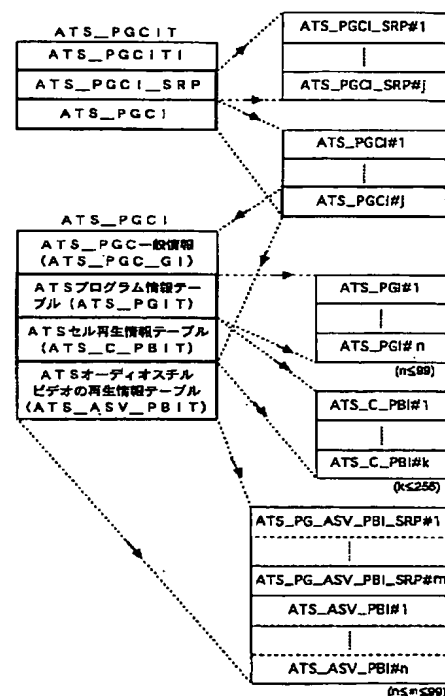 ATS_PGCIT
ATS_PGCITI
ATS_PGCI_SRP
ATS_PGCI
ATS_PGCI_SRP#1
ATS_PGCI_SRP#j
ATS_PGCI#1
ATS_PGCI#j
ATS_PGCI
ATS_PGC一般情報
(ATS_PGC_GI)
ATSプログラム情報テー
ブル(ATS_PGIT)
ATSセル再生情報テーブル
(ATS_C_PBIT)
ATSオーディオスチル
ビデオの再生情報テーブル
(ATS_ASV_PBIT)
ATS_PGI#1
ATS_PGI#n
(n≤99)
ATS_C_PBI#1
ATS_C_PBI#k
(k≤255)
ATS_PG_ASV_PBI_SRP#1
ATS_PG_ASV_PBI_SRP#m
ATS_ASV_PBI#1
ATS_ASV_PBI#n
(n≤m≤99)